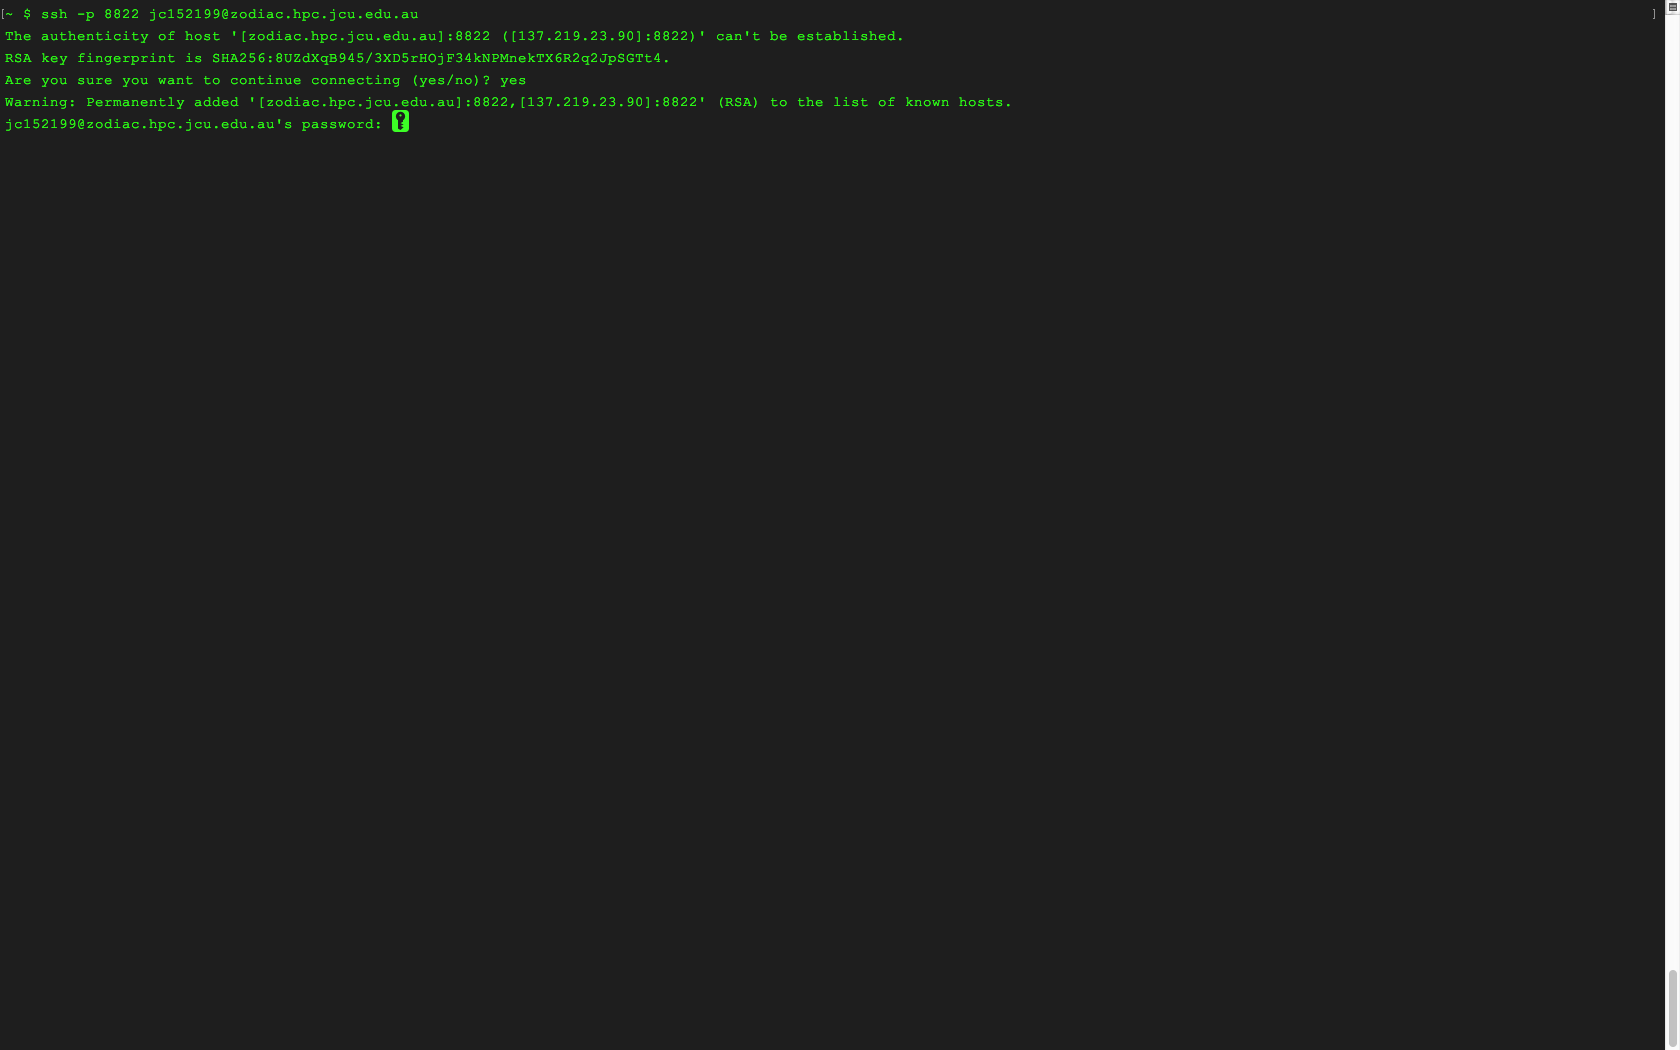 [~ $ ssh -p 8822 jc152199@zodiac.hpc.jcu.edu.au ]
The authenticity of host '[zodiac.hpc.jcu.edu.au]:8822 ([137.219.23.90]:8822)' can't be established.
RSA key fingerprint is SHA256:8UZdXqB945/3XD5rHOjF34kNPMnekTX6R2q2JpSGTt4.
Are you sure you want to continue connecting (yes/no)? yes
Warning: Permanently added '[zodiac.hpc.jcu.edu.au]:8822,[137.219.23.90]:8822' (RSA) to the list of known hosts.
jc152199@zodiac.hpc.jcu.edu.au's password: